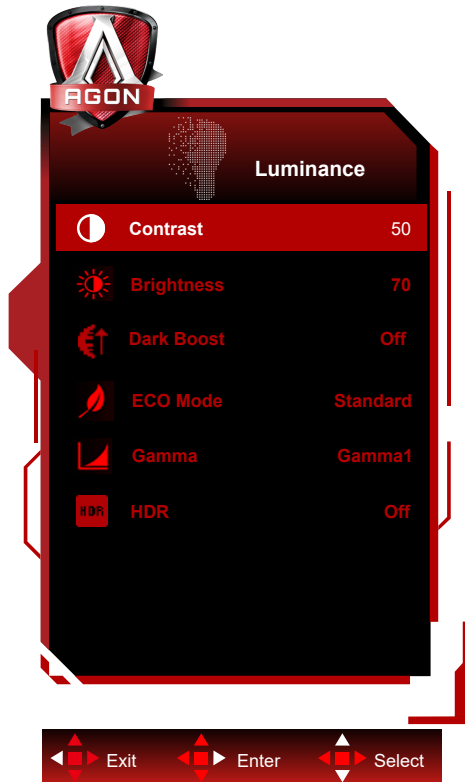 AGON
Luminance
Contrast 50
Brightness 70
Dark Boost Off
ECO Mode Standard
Gamma Gamma1
HDR HDR Off
Exit Enter Select